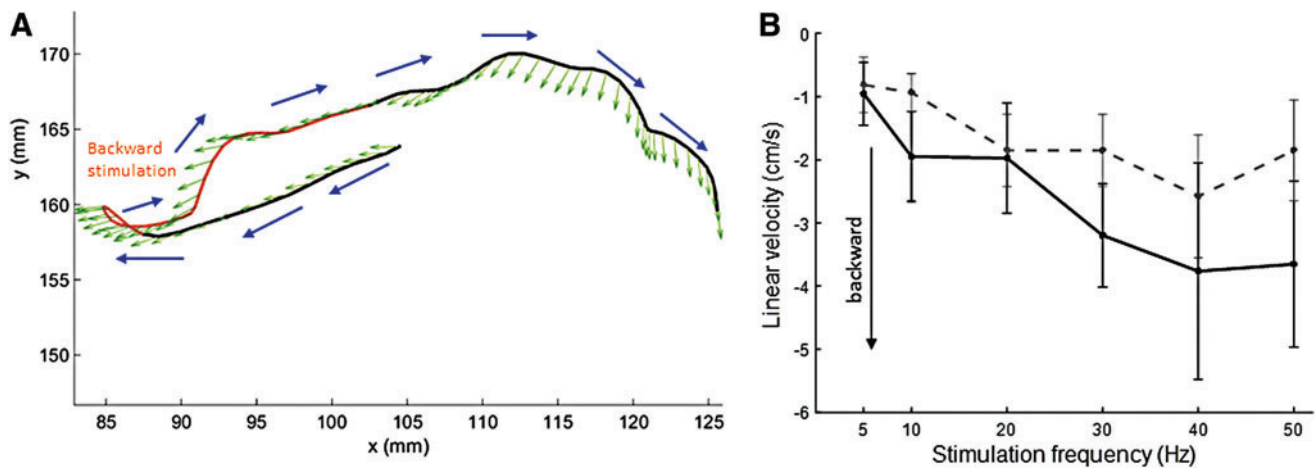 A
170
165
160
155
150
y (mm)
Backward
stimulation
85 90 95 100 105 110 115 120 125
x (mm)
B
0
-1
-2
-3
-4
-5
-6
Linear velocity (cm/s)
backward
5 10 20 30 40 50
Stimulation frequency (Hz)